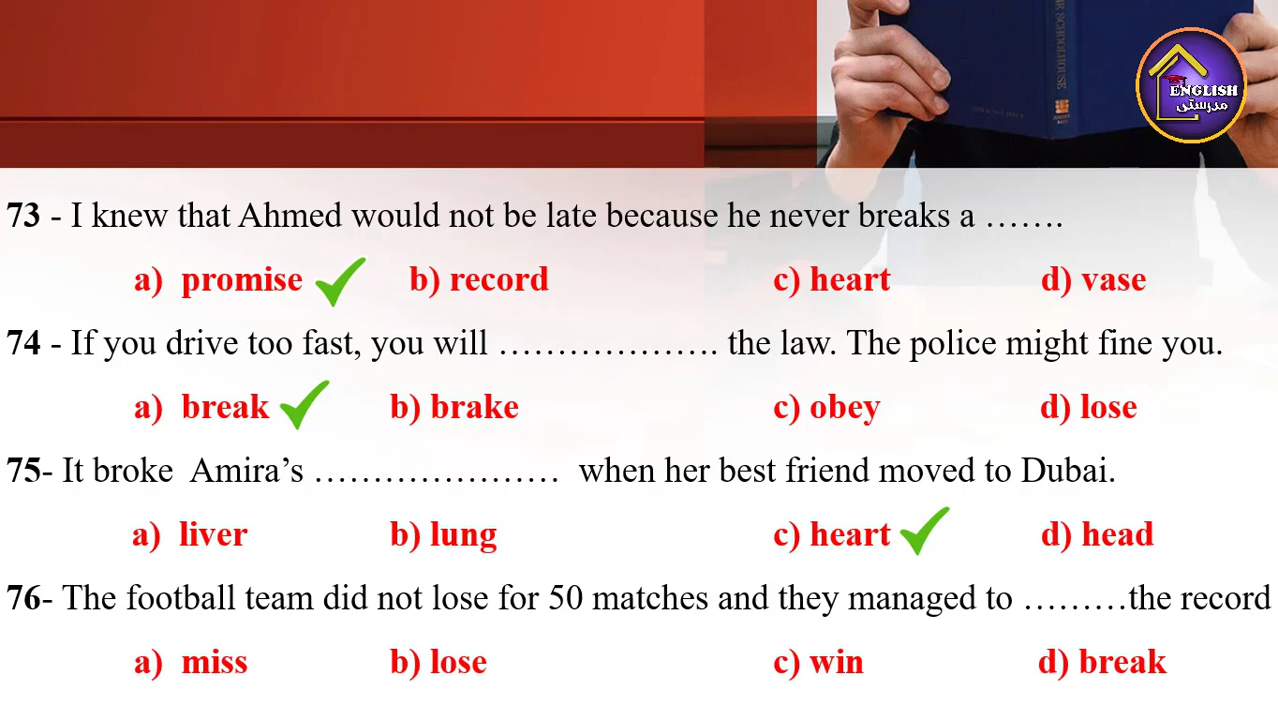 ENGLISH
مدرستي
73 - I knew that Ahmed would not be late because he never breaks a …….
a) promise b) record c) heart d) vase
74 - If you drive too fast, you will ………………. the law. The police might fine you.
a) break b) brake c) obey d) lose
75- It broke Amira’s ………………… when her best friend moved to Dubai.
a) liver b) lung c) heart d) head
76- The football team did not lose for 50 matches and they managed to ………the record
a) miss b) lose c) win d) break